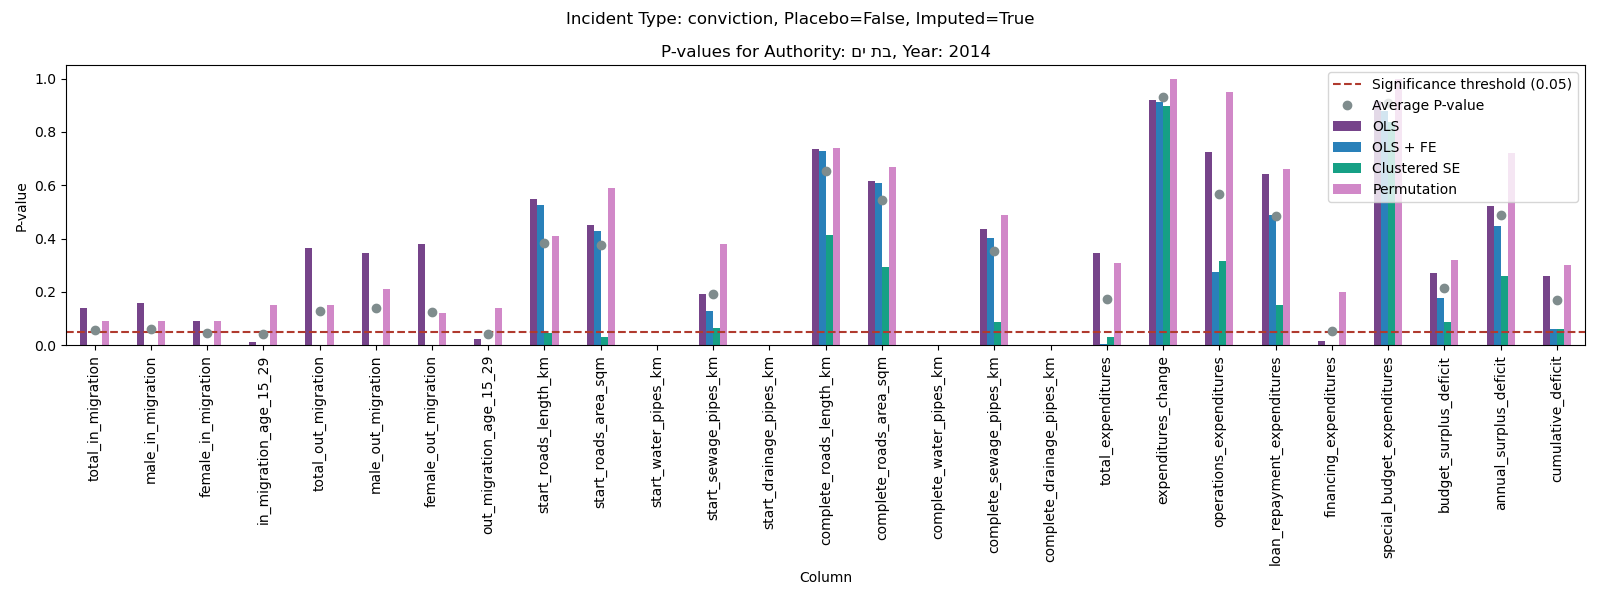 Incident Type: conviction, Placebo=False, Imputed=True
P-values for Authority: בת ים, Year: 2014
1.0
0.8
0.6
0.4
0.2
0.0
P-value
Significance threshold (0.05)
Average P-value
OLS
OLS + FE
Clustered SE
Permutation
total_in_migration
male_in_migration
female_in_migration
in_migration_age_15_29
total_out_migration
male_out_migration
female_out_migration
out_migration_age_15_29
start_roads_length_km
start_roads_area_sqm
start_water_pipes_km
start_sewage_pipes_km
start_drainage_pipes_km
complete_roads_length_km
complete_roads_area_sqm
complete_water_pipes_km
complete_sewage_pipes_km
complete_drainage_pipes_km
total_expenditures
expenditures_change
operations_expenditures
loan_repayment_expenditures
financing_expenditures
special_budget_expenditures
budget_surplus_deficit
annual_surplus_deficit
cumulative_deficit
Column